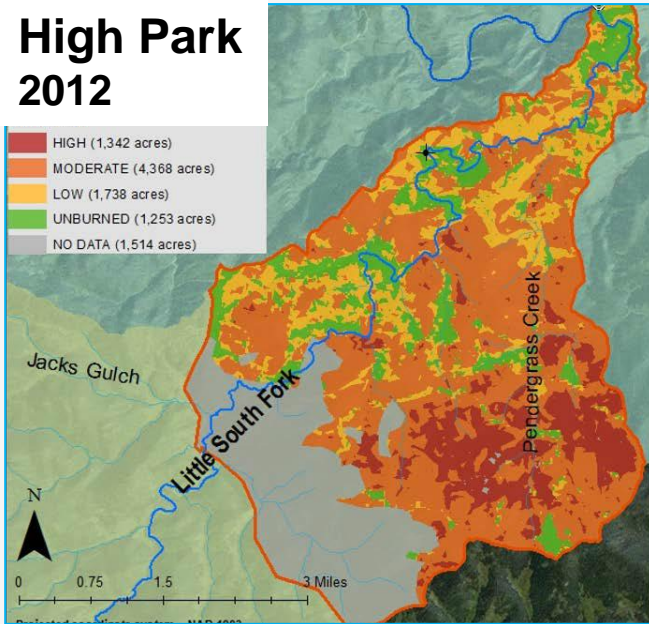 High Park
2012
HIGH (1,342 acres)
MODERATE (4,368 acres)
LOW (1,738 acres)
UNBURNED (1,253 acres)
NO DATA (1,514 acres)
Pendergrass Creek
Jacks Gulch
Little South Fork
N
0 0.75 1.5 3 Miles